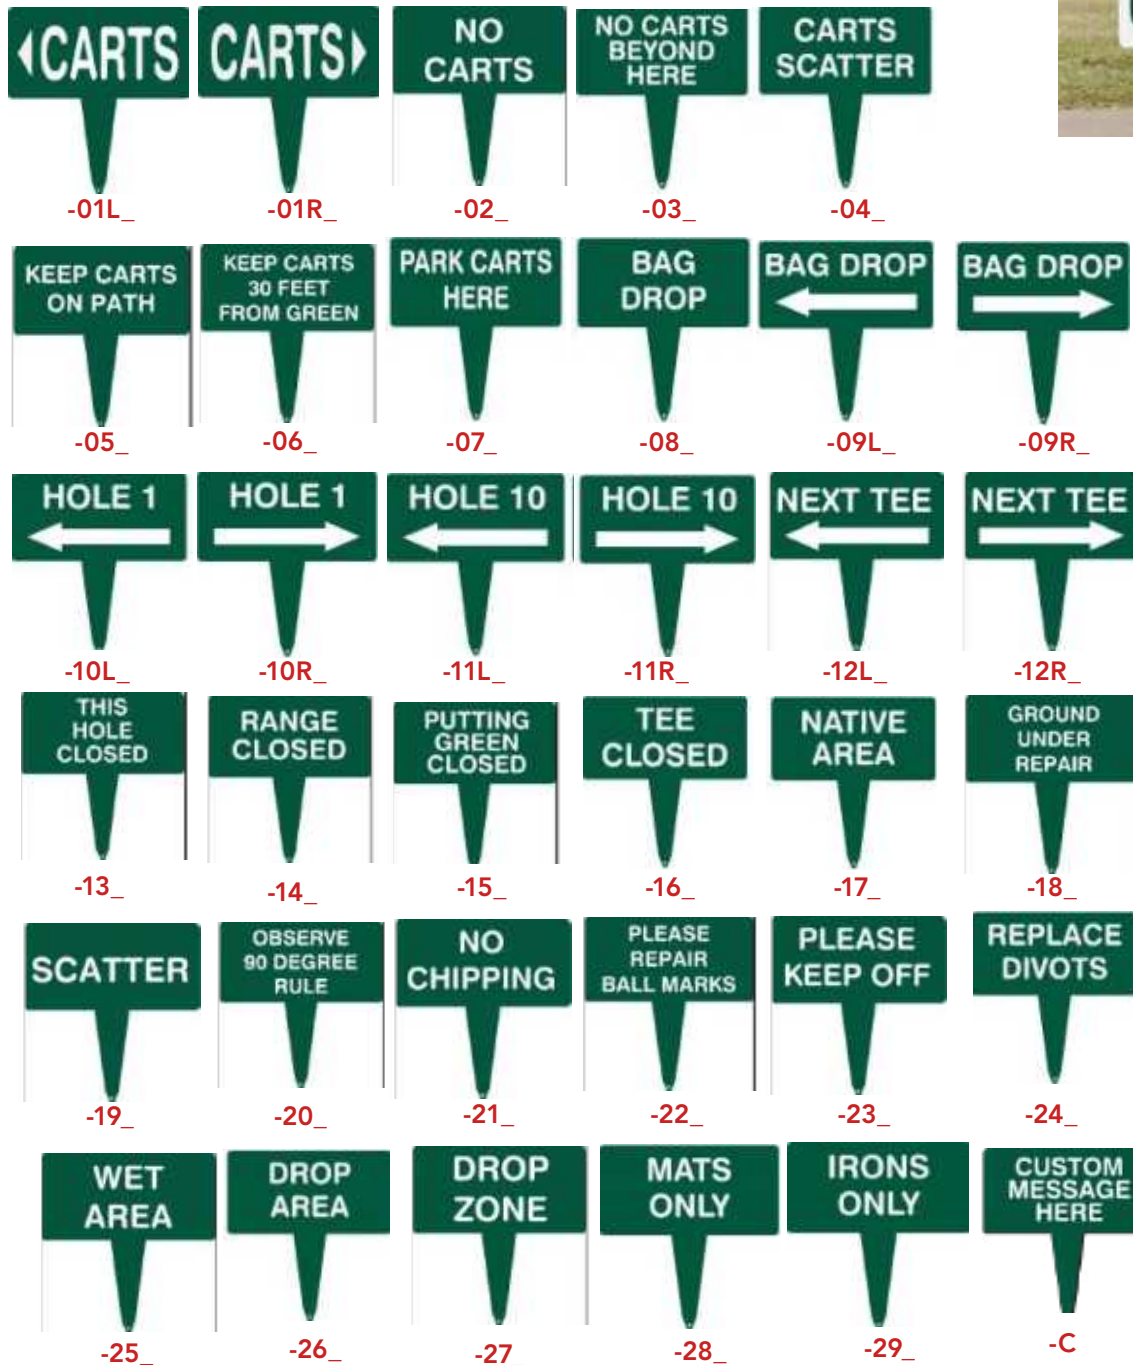 CARTS
CARTS
NO
CARTS
NO CARTS
BEYOND
HERE
CARTS
SCATTER
-01L_
-01R_
-02_
-03_
-04_
KEEP CARTS
ON PATH
KEEP CARTS
30 FEET
FROM GREEN
PARK CARTS
HERE
BAG
DROP
BAG DROP
BAG DROP
-05_
-06_
-07_
-08_
-09L_
-09R_
HOLE 1
HOLE 1
HOLE 10
HOLE 10
NEXT TEE
NEXT TEE
-10L_
-10R_
-11L_
-11R_
-12L_
-12R_
THIS
HOLE
CLOSED
RANGE
CLOSED
PUTTING
GREEN
CLOSED
TEE
CLOSED
NATIVE
AREA
GROUND
UNDER
REPAIR
-13_
-14_
-15_
-16_
-17_
-18_
SCATTER
OBSERVE
90 DEGREE
RULE
NO
CHIPPING
PLEASE
REPAIR
BALL MARKS
PLEASE
KEEP OFF
REPLACE
DIVOTS
-19_
-20_
-21_
-22_
-23_
-24_
WET
AREA
DROP
AREA
DROP
ZONE
MATS
ONLY
IRONS
ONLY
CUSTOM
MESSAGE
HERE
-25_
-26_
-27_
-28_
-29_
-C